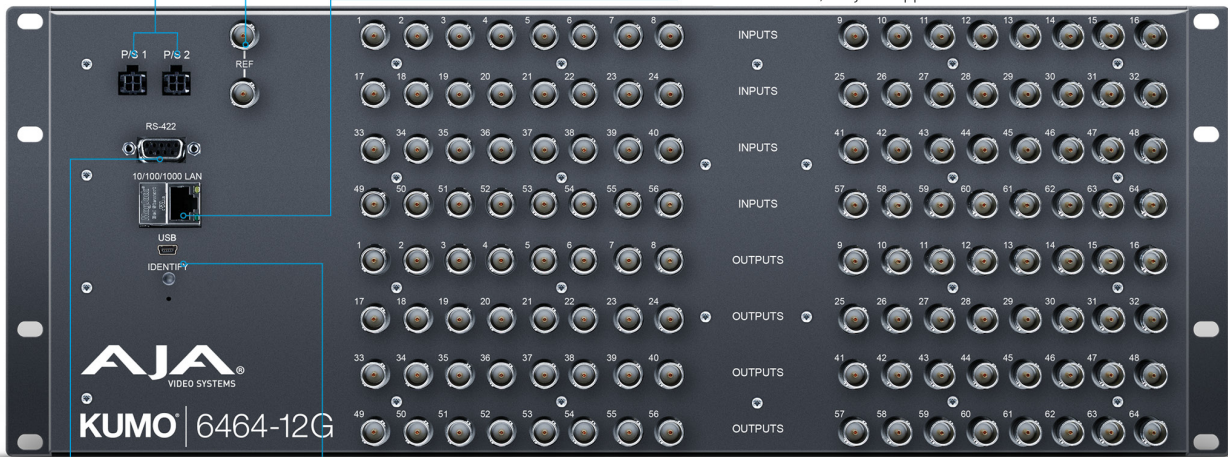 P/S 1 P/S 2
REF
1 2 3 4 5 6 7 8 INPUTS 9 10 11 12 13 14 15 16
17 18 19 20 21 22 23 24 INPUTS 25 26 27 28 29 30 31 32
RS-422
33 34 35 36 37 38 39 40 INPUTS 41 42 43 44 45 46 47 48
10/100/1000 LAN
49 50 51 52 53 54 55 56 INPUTS 57 58 59 60 61 62 63 64
USB
1 2 3 4 5 6 7 8 OUTPUTS 9 10 11 12 13 14 15 16
IDENTIFY
17 18 19 20 21 22 23 24 OUTPUTS 25 26 27 28 29 30 31 32
AJA®
VIDEO SYSTEMS
33 34 35 36 37 38 39 40 OUTPUTS 41 42 43 44 45 46 47 48
KUMO® 6464-12G
49 50 51 52 53 54 55 56 OUTPUTS 57 58 59 60 61 62 63 64